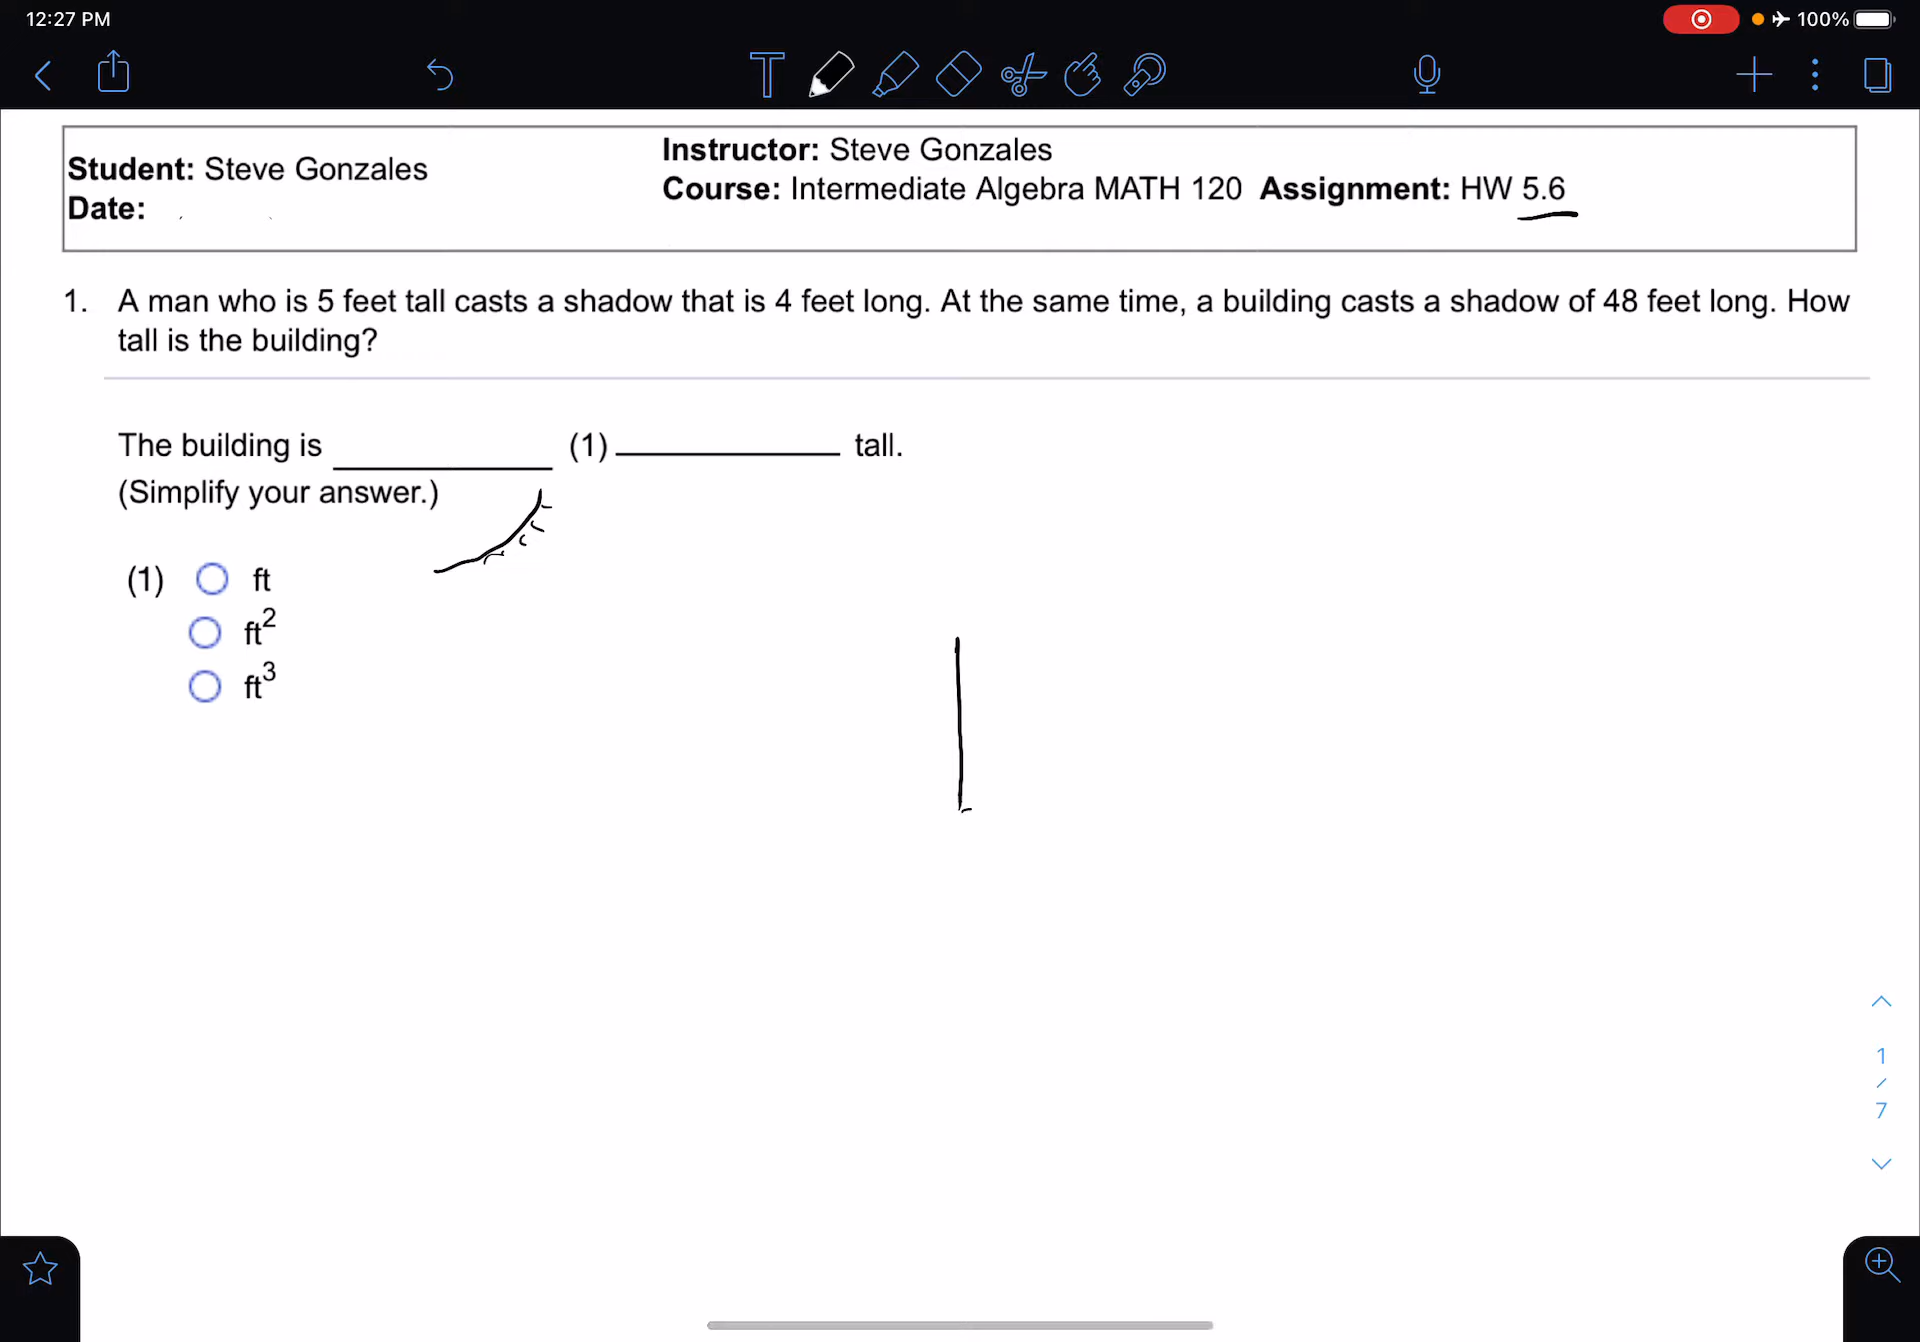 12:27 PM
100%
T
Student: Steve Gonzales
Date:
Instructor: Steve Gonzales
Course: Intermediate Algebra MATH 120 Assignment: HW 5.6
1. A man who is 5 feet tall casts a shadow that is 4 feet long. At the same time, a building casts a shadow of 48 feet long. How
tall is the building?
The building is __________ (1) __________ tall.
(Simplify your answer.)
(1) ft
ft²
ft³
1
/
7